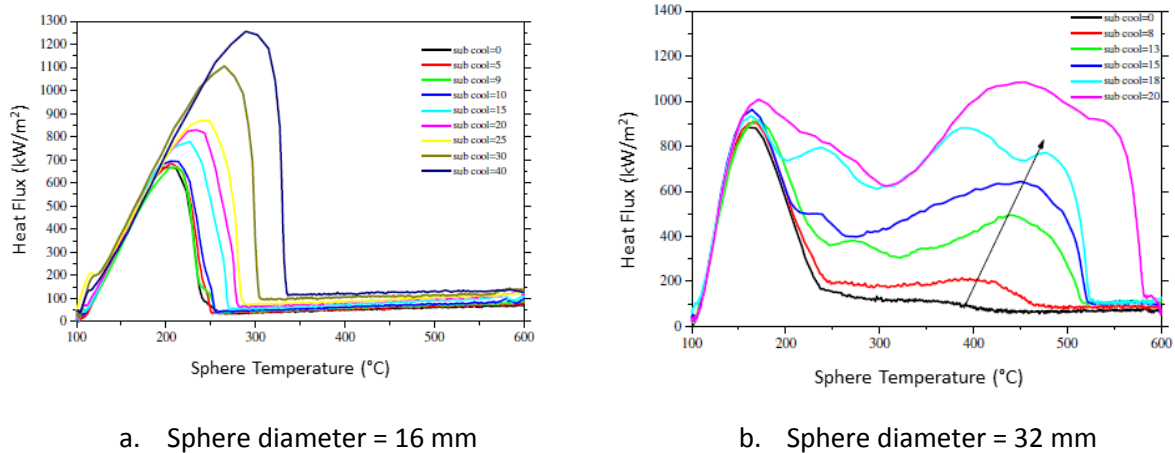 1300
1200
1100
1000
900
800
700
600
500
400
300
200
100
0
Heat Flux (kW/m²)
sub cool=0
sub cool=5
sub cool=9
sub cool=10
sub cool=15
sub cool=20
sub cool=25
sub cool=30
sub cool=40
100 200 300 400 500 600
Sphere Temperature (°C)
a. Sphere diameter = 16 mm
1400
1200
1000
800
600
400
200
0
Heat Flux (kW/m²)
sub cool=0
sub cool=8
sub cool=13
sub cool=15
sub cool=18
sub cool=20
100 200 300 400 500 600
Sphere Temperature (°C)
b. Sphere diameter = 32 mm